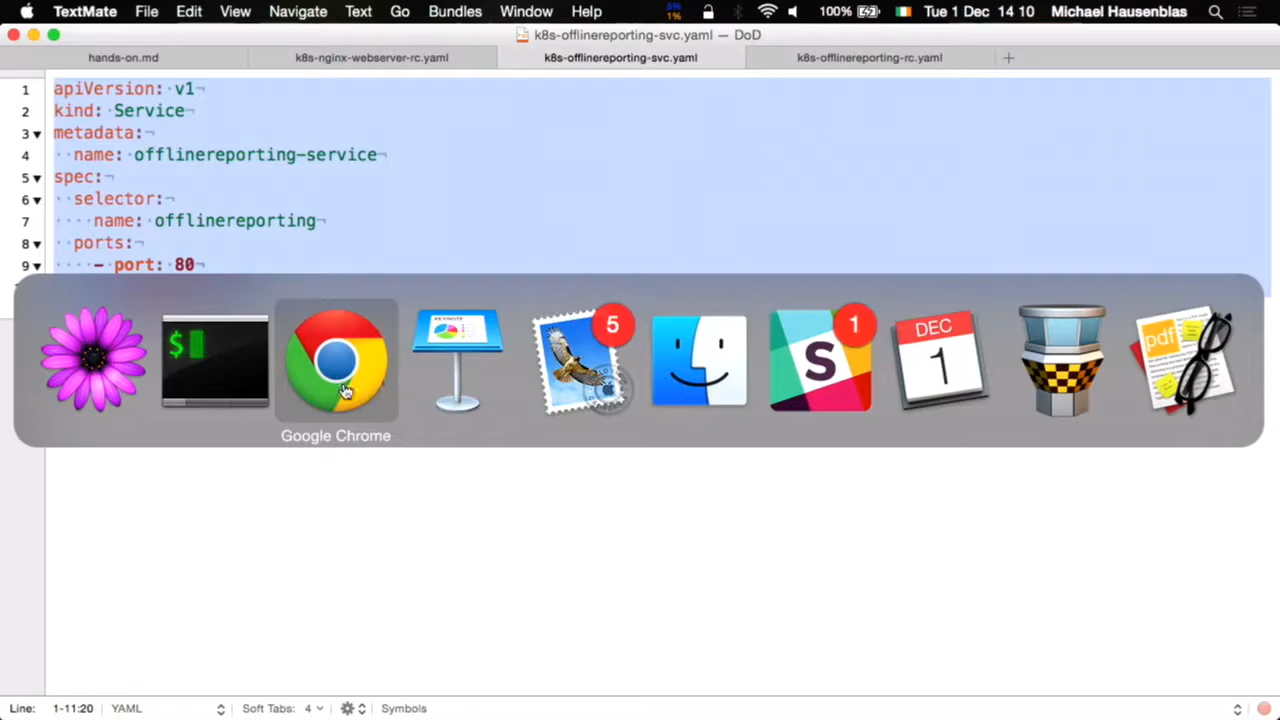 TextMate File Edit View Navigate Text Go Bundles Window Help 6% 1% 100% Tue 1 Dec 14 10 Michael Hausenblas
k8s-offlinereporting-svc.yaml — DoD
hands-on.md k8s-nginx-webserver-rc.yaml k8s-offlinereporting-svc.yaml k8s-offlinereporting-rc.yaml +
1 apiVersion: v1¬
2 kind: Service¬
3 metadata:¬
4 name: offlinereporting-service¬
5 spec:¬
6 selector:¬
7 name: offlinereporting¬
8 ports:¬
9 - port: 80¬
$ KEYNOTE 5 1 S DEC 1 pdf
Google Chrome
Line: 1-11:20 YAML Soft Tabs: 4 Symbols